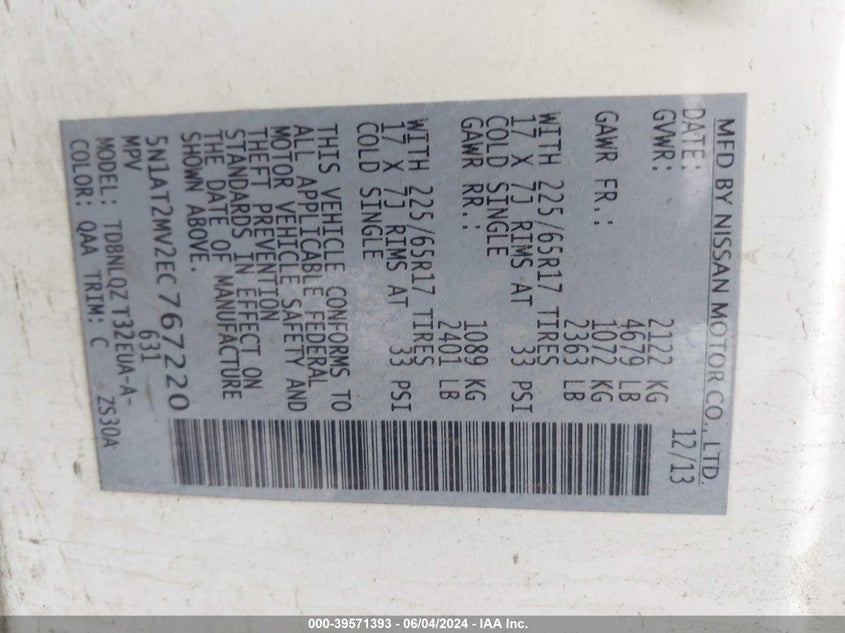 MFD BY NISSAN MOTOR CO., LTD.
DATE: 12/13
GVWR: 2122 KG
4679 LB
GAWR FR.: 1072 KG
2363 LB
WITH 225/65R17 TIRES
17 X 7J RIMS AT 33 PSI
COLD SINGLE
GAWR RR.: 1089 KG
2401 LB
WITH 225/65R17 TIRES
17 X 7J RIMS AT 33 PSI
COLD SINGLE
THIS VEHICLE CONFORMS TO
ALL APPLICABLE FEDERAL
MOTOR VEHICLE SAFETY AND
THEFT PREVENTION
STANDARDS IN EFFECT ON
THE DATE OF MANUFACTURE
SHOWN ABOVE.
5N1AT2MV2EC767220
MPV 631
MODEL: TDBNLQZ T32EUA-A-
COLOR: QAA TRIM: C ZS30A
000-39571393 - 06/04/2024 - IAA Inc.